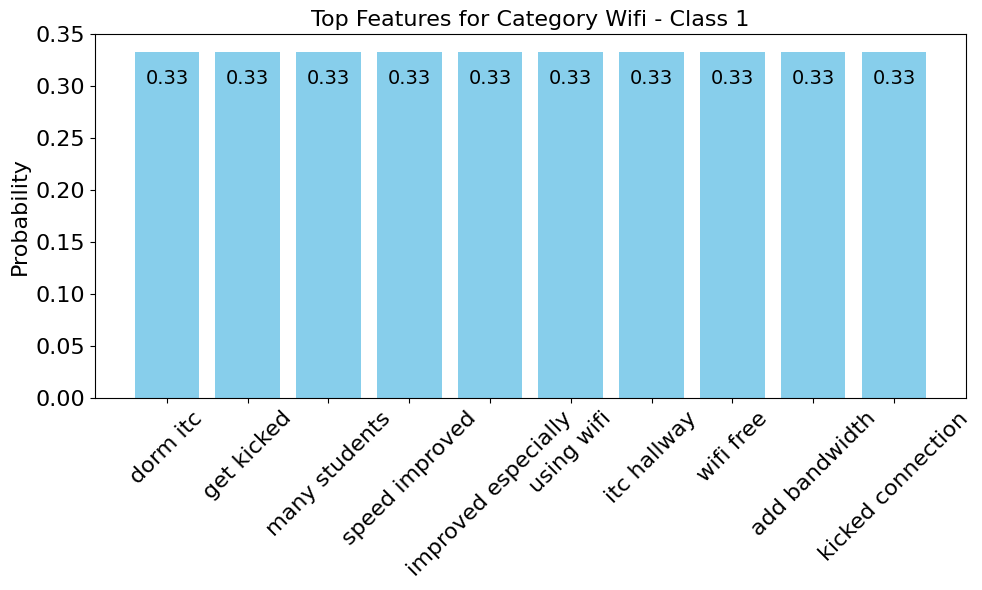 Top Features for Category Wifi - Class 1
Probability
0.35
0.30
0.25
0.20
0.15
0.10
0.05
0.00
0.33 0.33 0.33 0.33 0.33 0.33 0.33 0.33 0.33 0.33
dorm itc
get kicked
many students
speed improved
improved especially
using wifi
itc hallway
wifi free
add bandwidth
kicked connection